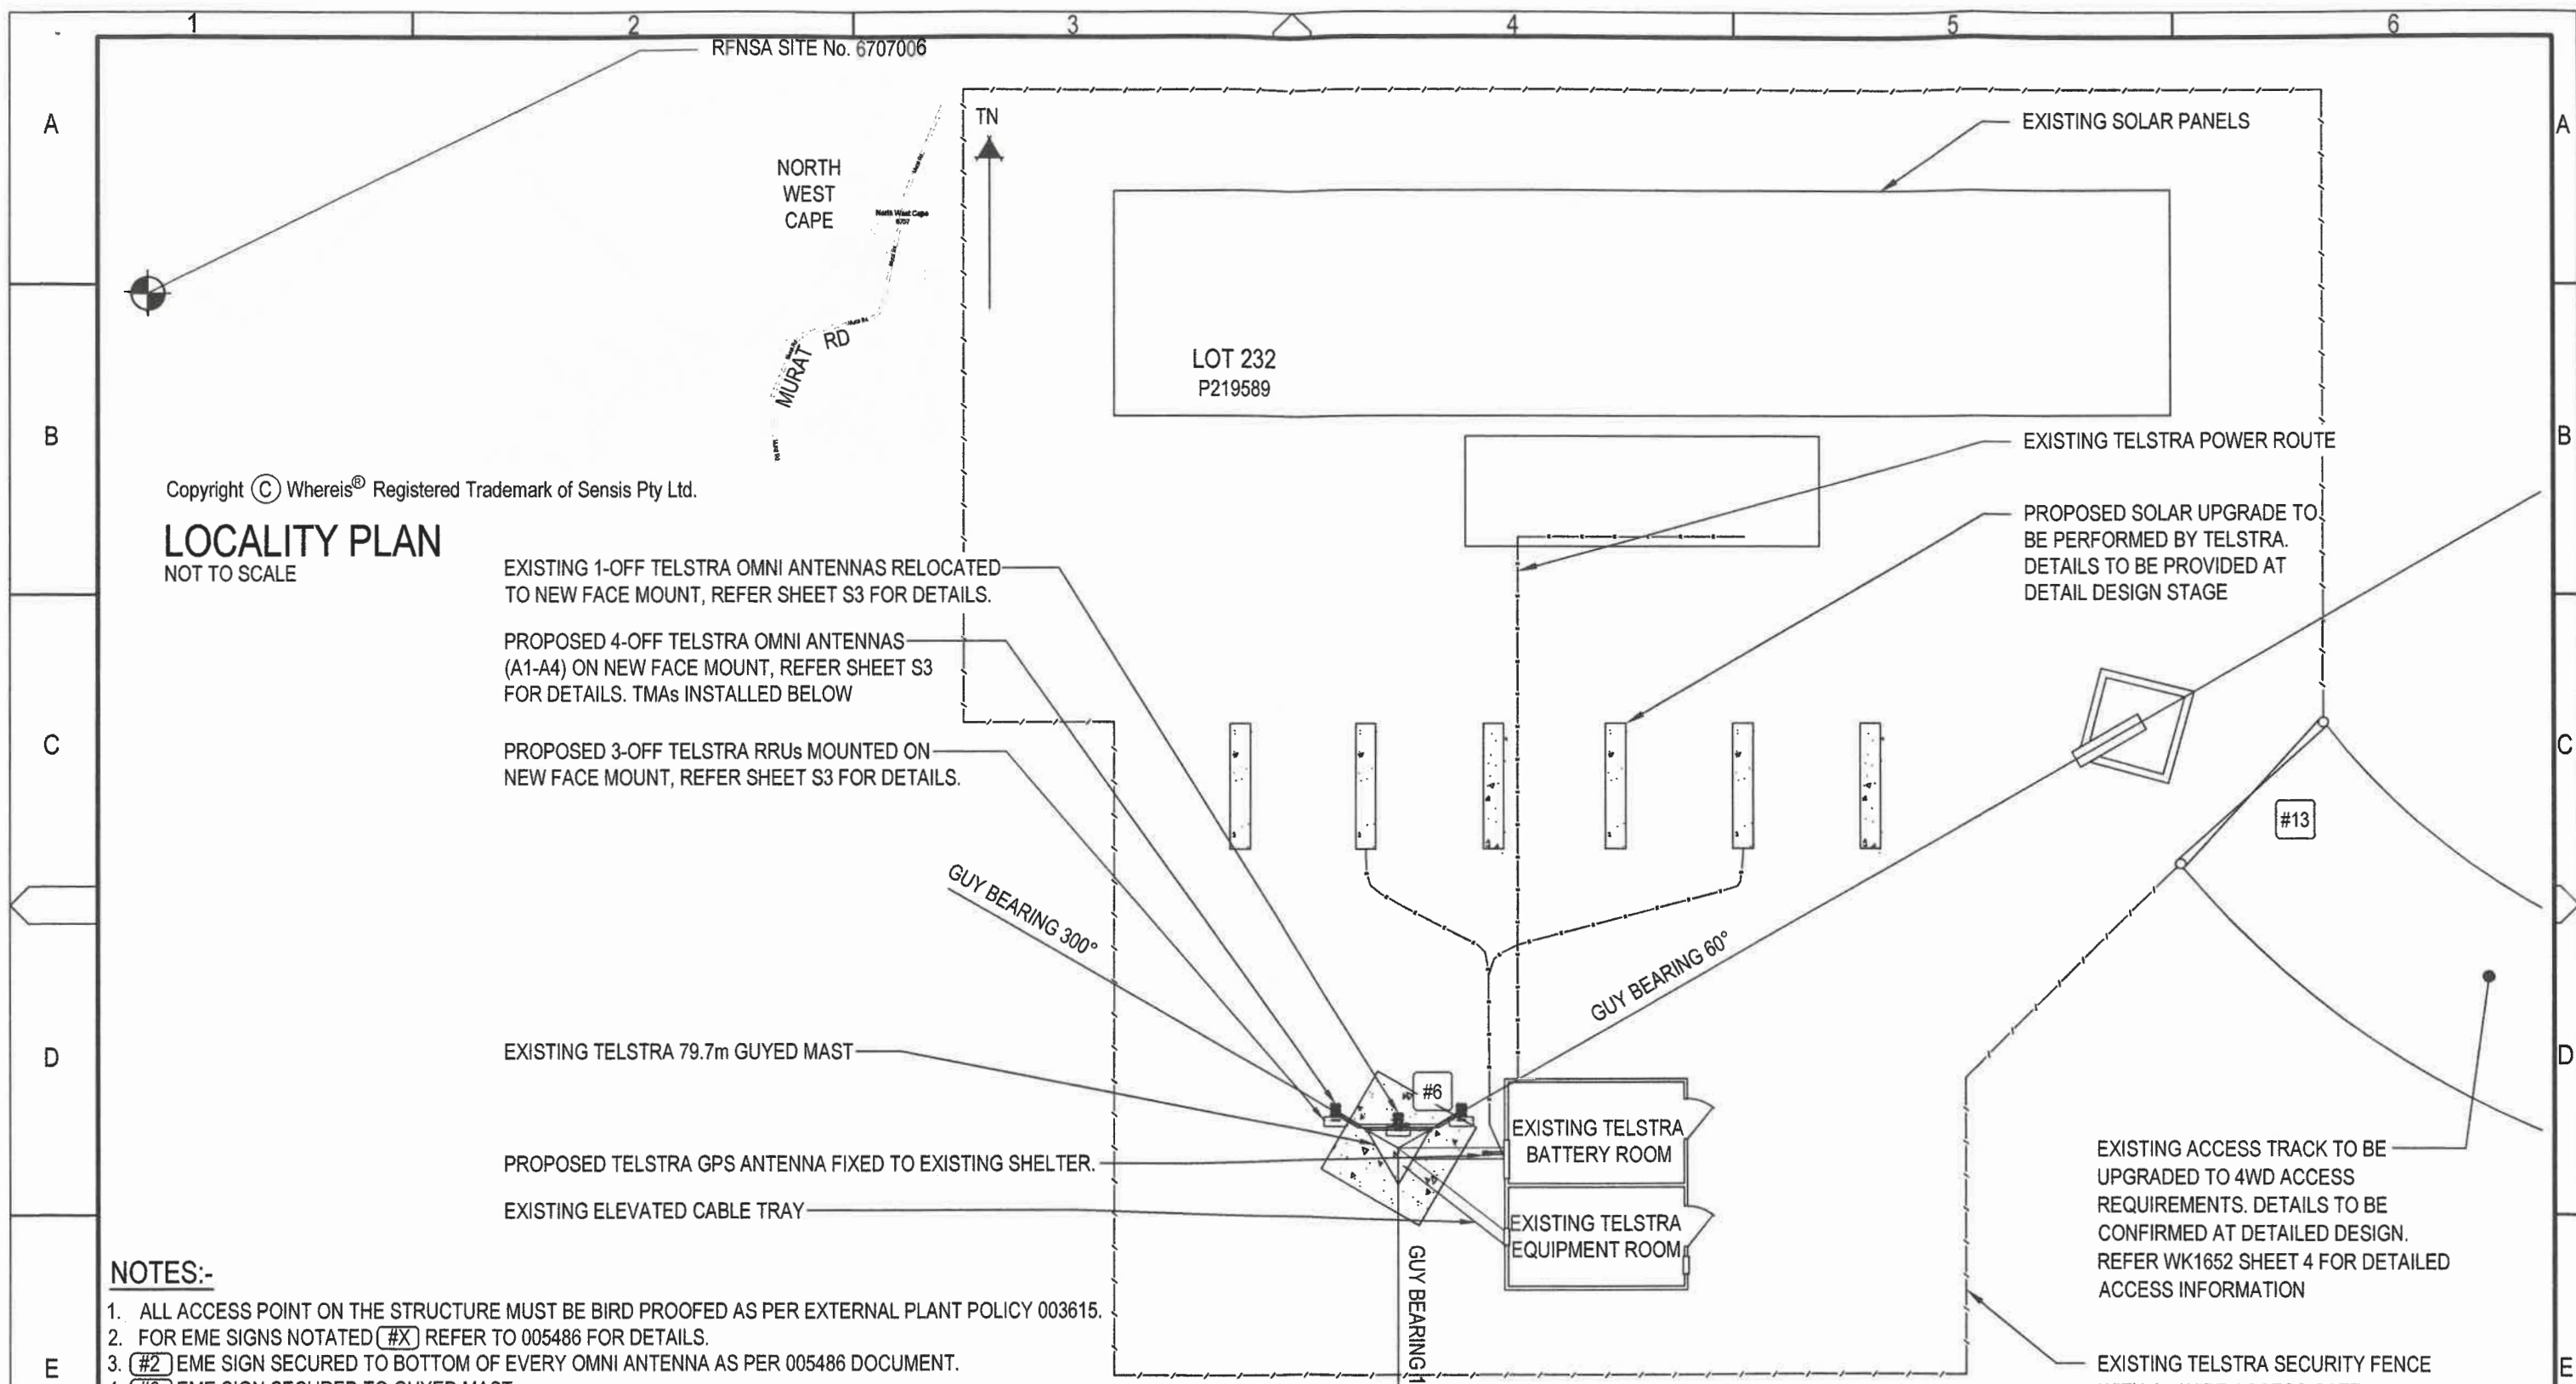 1 2 3 4 5 6
RFNSA SITE No. 6707006
A
A
TN
EXISTING SOLAR PANELS
NORTH
WEST
CAPE
North West Cape
6707
MURAT RD
LOT 232
P219589
B
B
EXISTING TELSTRA POWER ROUTE
Copyright Ⓒ Whereis® Registered Trademark of Sensis Pty Ltd.
LOCALITY PLAN
NOT TO SCALE
PROPOSED SOLAR UPGRADE TO
BE PERFORMED BY TELSTRA.
DETAILS TO BE PROVIDED AT
DETAIL DESIGN STAGE
EXISTING 1-OFF TELSTRA OMNI ANTENNAS RELOCATED
TO NEW FACE MOUNT, REFER SHEET S3 FOR DETAILS.
PROPOSED 4-OFF TELSTRA OMNI ANTENNAS
(A1-A4) ON NEW FACE MOUNT, REFER SHEET S3
FOR DETAILS. TMAs INSTALLED BELOW
C
C
PROPOSED 3-OFF TELSTRA RRUs MOUNTED ON
NEW FACE MOUNT, REFER SHEET S3 FOR DETAILS.
#13
GUY BEARING 300°
GUY BEARING 60°
D
D
EXISTING TELSTRA 79.7m GUYED MAST
#6
EXISTING TELSTRA
BATTERY ROOM
PROPOSED TELSTRA GPS ANTENNA FIXED TO EXISTING SHELTER.
EXISTING ELEVATED CABLE TRAY
EXISTING TELSTRA
EQUIPMENT ROOM
EXISTING ACCESS TRACK TO BE
UPGRADED TO 4WD ACCESS
REQUIREMENTS. DETAILS TO BE
CONFIRMED AT DETAILED DESIGN.
REFER WK1652 SHEET 4 FOR DETAILED
ACCESS INFORMATION
GUY BEARING 1
NOTES:-
1. ALL ACCESS POINT ON THE STRUCTURE MUST BE BIRD PROOFED AS PER EXTERNAL PLANT POLICY 003615.
2. FOR EME SIGNS NOTATED #X REFER TO 005486 FOR DETAILS.
3. #2 EME SIGN SECURED TO BOTTOM OF EVERY OMNI ANTENNA AS PER 005486 DOCUMENT.
E
E
EXISTING TELSTRA SECURITY FENCE